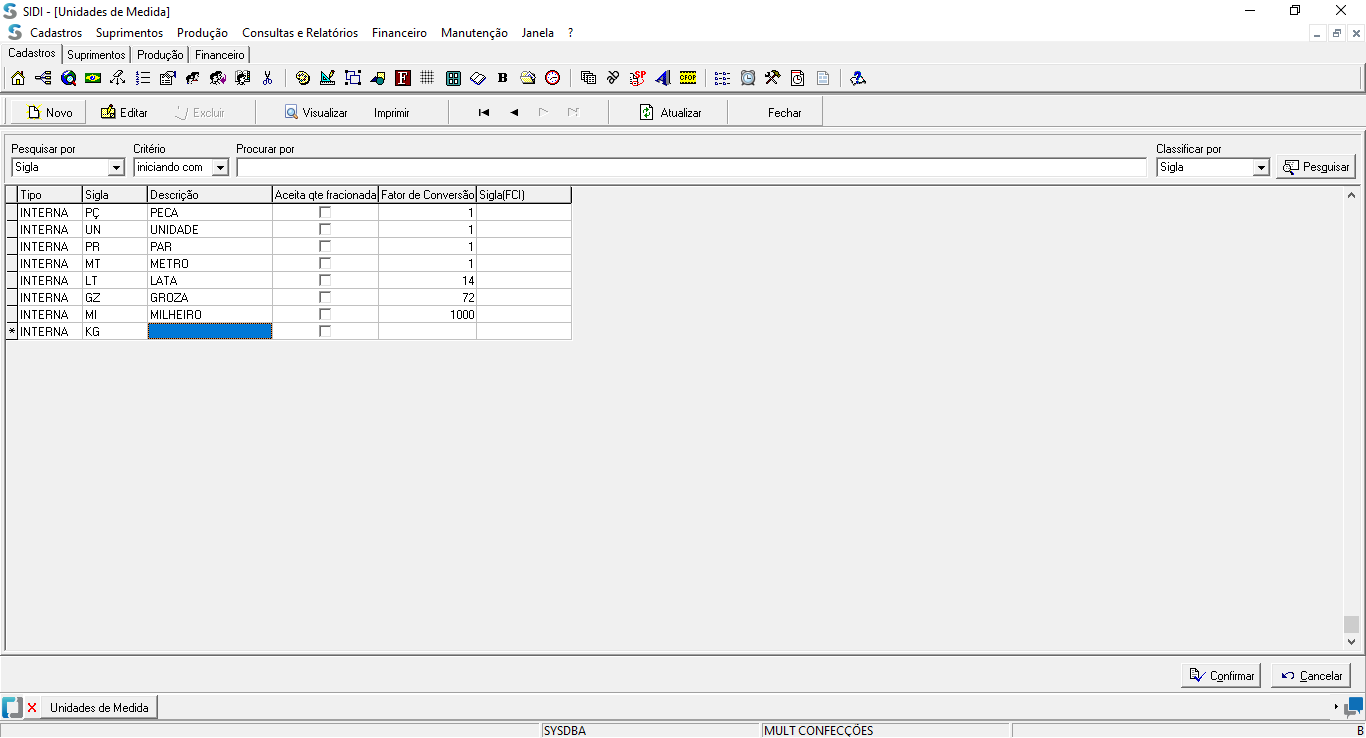 SIDI - [Unidades de Medida]
Cadastros Suprimentos Produção Consultas e Relatórios Financeiro Manutenção Janela ?
Cadastros Suprimentos Produção Financeiro
F B SP CFOP
Novo Editar Excluir Visualizar Imprimir Atualizar Fechar
Pesquisar por Critério Procurar por Classificar por
Sigla iniciando com Sigla Pesquisar
Tipo Sigla Descrição Aceita qte fracionada Fator de Conversão Sigla(FCI)
INTERNA PÇ PECA 1
INTERNA UN UNIDADE 1
INTERNA PR PAR 1
INTERNA MT METRO 1
INTERNA LT LATA 14
INTERNA GZ GROZA 72
INTERNA MI MILHEIRO 1000
* INTERNA KG
Confirmar Cancelar
Unidades de Medida
SYSDBA MULT CONFECÇÕES B